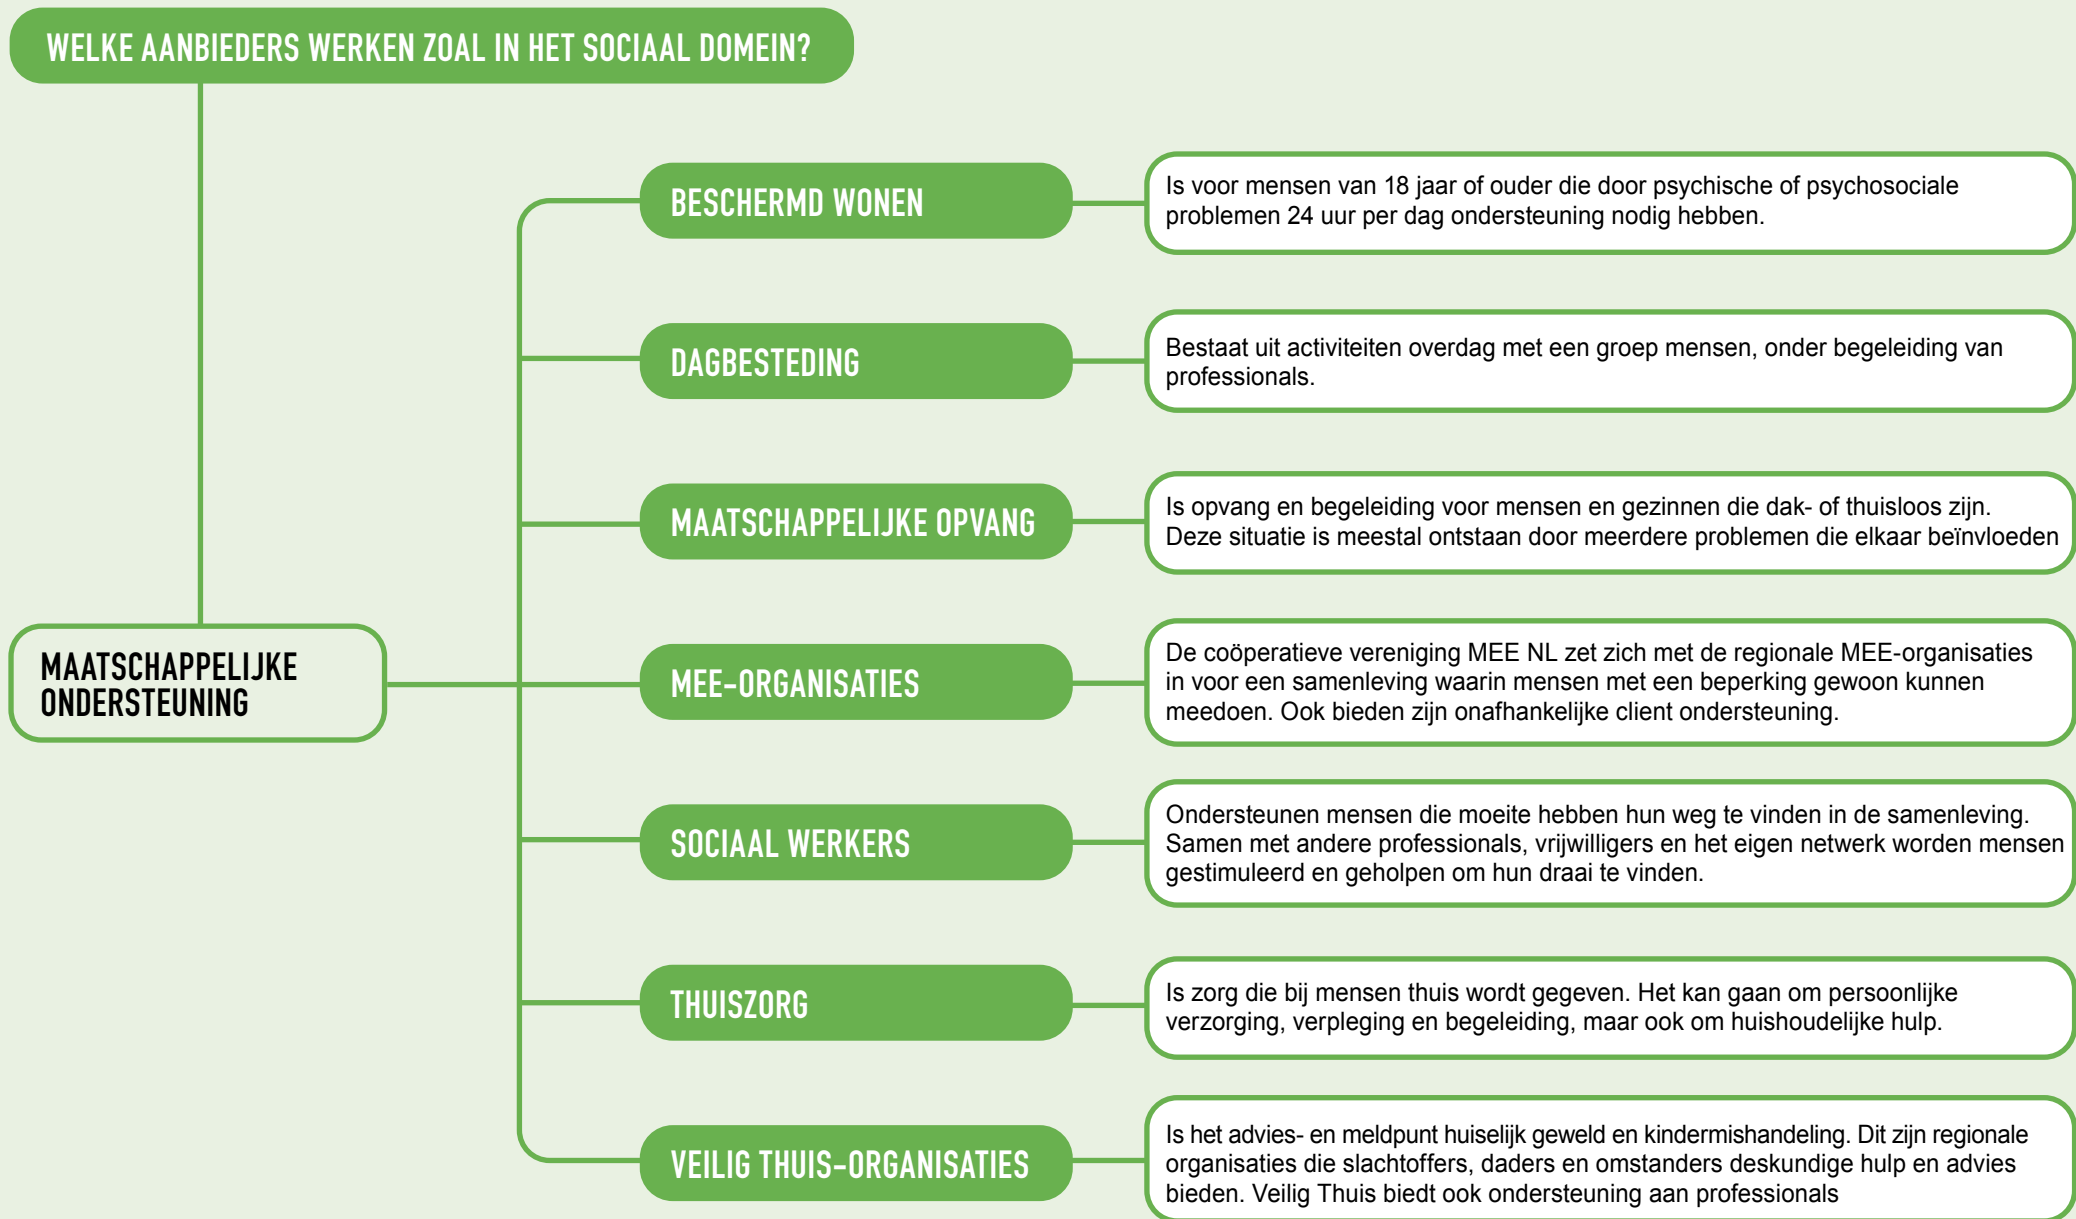 WELKE AANBIEDERS WERKEN ZOAL IN HET SOCIAAL DOMEIN?
MAATSCHAPPELIJKE
ONDERSTEUNING
BESCHERMD WONEN
Is voor mensen van 18 jaar of ouder die door psychische of psychosociale
problemen 24 uur per dag ondersteuning nodig hebben.
DAGBESTEDING
Bestaat uit activiteiten overdag met een groep mensen, onder begeleiding van
professionals.
MAATSCHAPPELIJKE OPVANG
Is opvang en begeleiding voor mensen en gezinnen die dak- of thuisloos zijn.
Deze situatie is meestal ontstaan door meerdere problemen die elkaar beïnvloeden
MEE-ORGANISATIES
De coöperatieve vereniging MEE NL zet zich met de regionale MEE-organisaties
in voor een samenleving waarin mensen met een beperking gewoon kunnen
meedoen. Ook bieden zijn onafhankelijke client ondersteuning.
SOCIAAL WERKERS
Ondersteunen mensen die moeite hebben hun weg te vinden in de samenleving.
Samen met andere professionals, vrijwilligers en het eigen netwerk worden mensen
gestimuleerd en geholpen om hun draai te vinden.
THUISZORG
Is zorg die bij mensen thuis wordt gegeven. Het kan gaan om persoonlijke
verzorging, verpleging en begeleiding, maar ook om huishoudelijke hulp.
VEILIG THUIS-ORGANISATIES
Is het advies- en meldpunt huiselijk geweld en kindermishandeling. Dit zijn regionale
organisaties die slachtoffers, daders en omstanders deskundige hulp en advies
bieden. Veilig Thuis biedt ook ondersteuning aan professionals